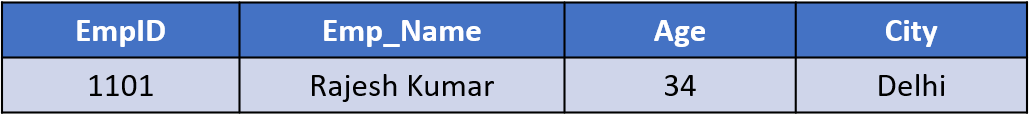 EmpID Emp_Name Age City
1101 Rajesh Kumar 34 Delhi